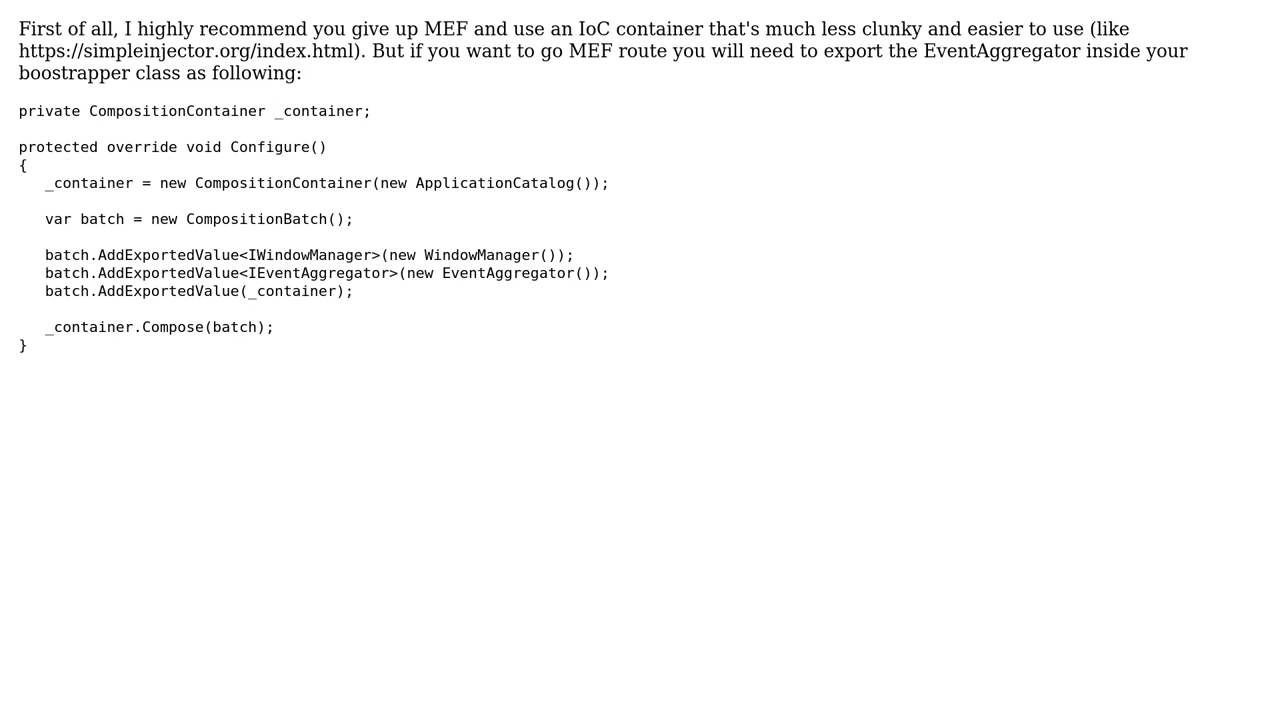 First of all, I highly recommend you give up MEF and use an IoC container that's much less clunky and easier to use (like
https://simpleinjector.org/index.html). But if you want to go MEF route you will need to export the EventAggregator inside your
boostrapper class as following:
private CompositionContainer _container;
protected override void Configure()
{
   _container = new CompositionContainer(new ApplicationCatalog());
   var batch = new CompositionBatch();
   batch.AddExportedValue<IWindowManager>(new WindowManager());
   batch.AddExportedValue<IEventAggregator>(new EventAggregator());
   batch.AddExportedValue(_container);
   _container.Compose(batch);
}